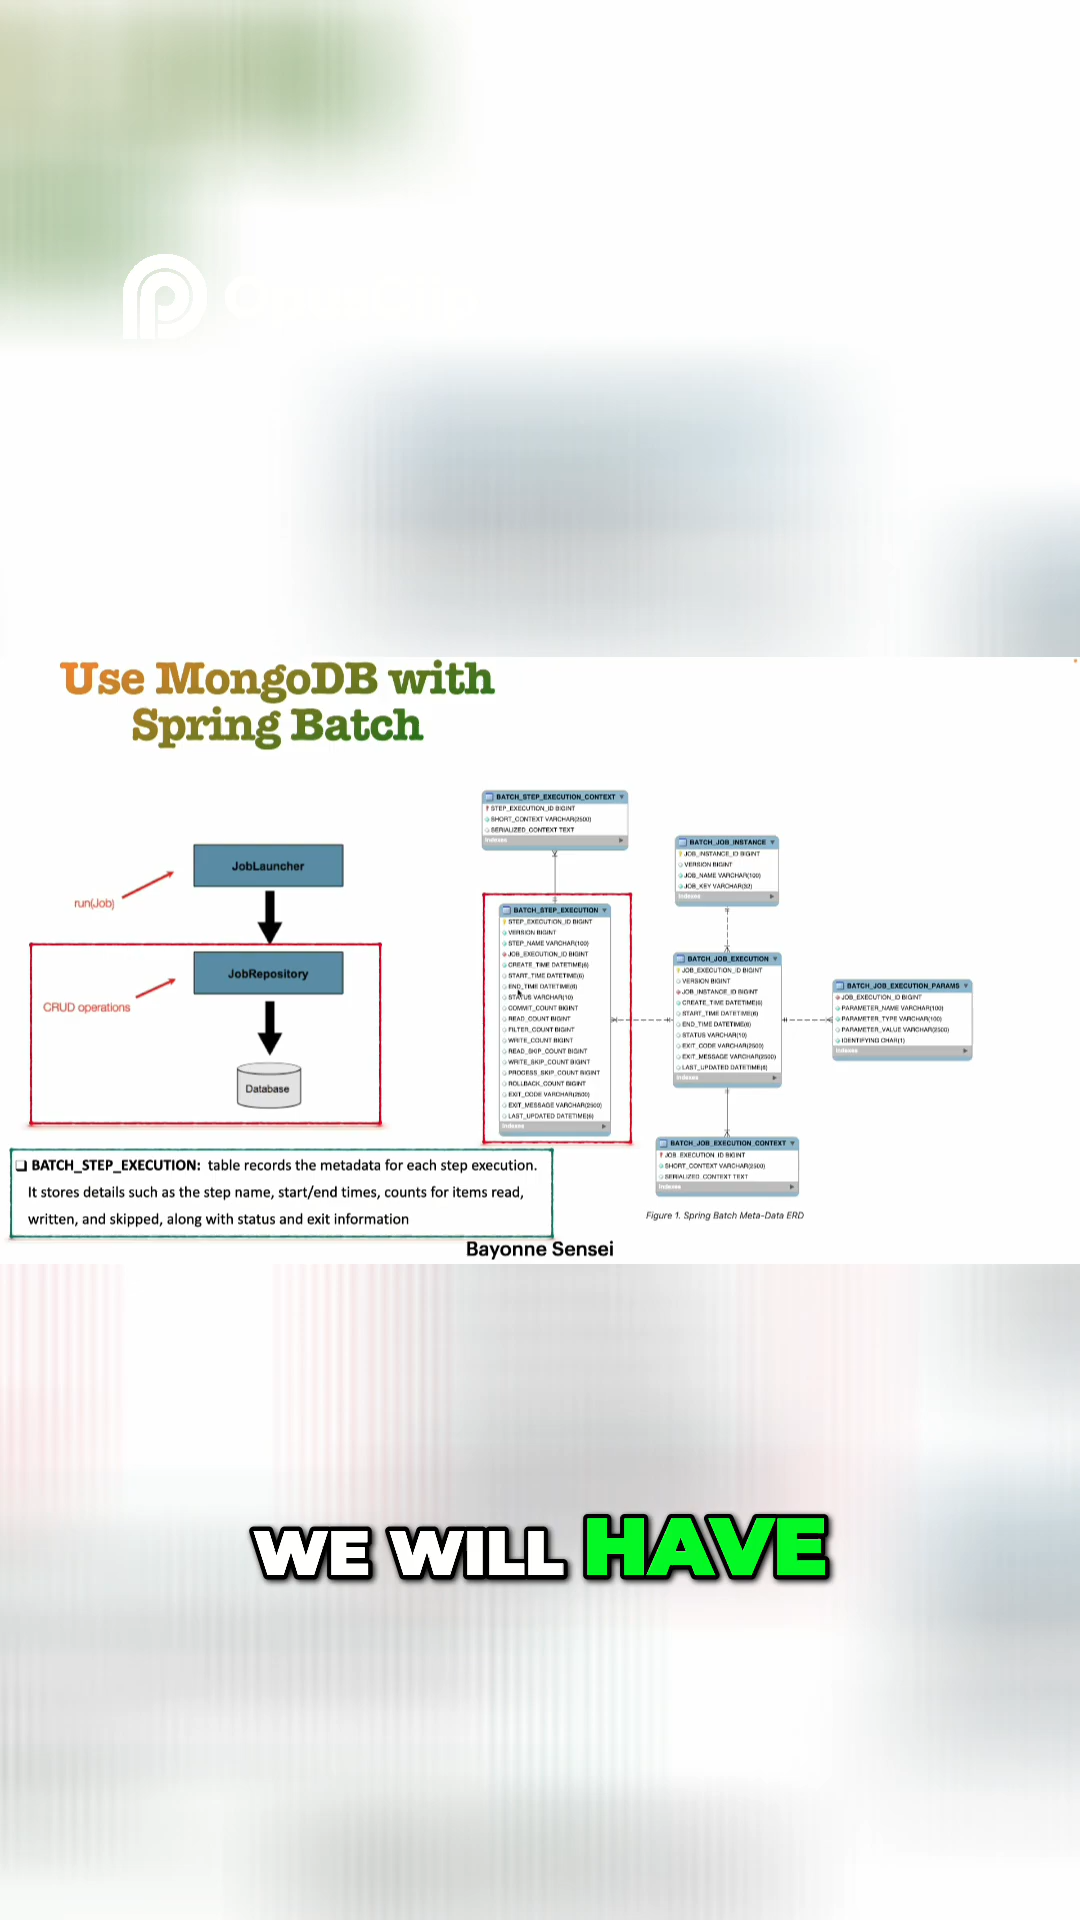 Use MongoDB with
Spring Batch
JobLauncher
run(Job)
JobRepository
CRUD operations
Database
BATCH_STEP_EXECUTION_CONTEXT
STEP_EXECUTION_ID BIGINT
SHORT_CONTEXT VARCHAR(2500)
SERIALIZED_CONTEXT TEXT
Indexes
BATCH_STEP_EXECUTION
STEP_EXECUTION_ID BIGINT
VERSION BIGINT
STEP_NAME VARCHAR(100)
JOB_EXECUTION_ID BIGINT
CREATE_TIME DATETIME(6)
START_TIME DATETIME(6)
END_TIME DATETIME(6)
STATUS VARCHAR(10)
COMMIT_COUNT BIGINT
READ_COUNT BIGINT
FILTER_COUNT BIGINT
WRITE_COUNT BIGINT
READ_SKIP_COUNT BIGINT
WRITE_SKIP_COUNT BIGINT
PROCESS_SKIP_COUNT BIGINT
ROLLBACK_COUNT BIGINT
EXIT_CODE VARCHAR(2500)
EXIT_MESSAGE VARCHAR(2500)
LAST_UPDATED DATETIME(6)
Indexes
BATCH_JOB_INSTANCE
JOB_INSTANCE_ID BIGINT
VERSION BIGINT
JOB_NAME VARCHAR(100)
JOB_KEY VARCHAR(32)
Indexes
BATCH_JOB_EXECUTION
JOB_EXECUTION_ID BIGINT
VERSION BIGINT
JOB_INSTANCE_ID BIGINT
CREATE_TIME DATETIME(6)
START_TIME DATETIME(6)
END_TIME DATETIME(6)
STATUS VARCHAR(10)
EXIT_CODE VARCHAR(2500)
EXIT_MESSAGE VARCHAR(2500)
LAST_UPDATED DATETIME(6)
Indexes
BATCH_JOB_EXECUTION_PARAMS
JOB_EXECUTION_ID BIGINT
PARAMETER_NAME VARCHAR(100)
PARAMETER_TYPE VARCHAR(100)
PARAMETER_VALUE VARCHAR(2500)
IDENTIFYING CHAR(1)
Indexes
BATCH_JOB_EXECUTION_CONTEXT
JOB_EXECUTION_ID BIGINT
SHORT_CONTEXT VARCHAR(2500)
SERIALIZED_CONTEXT TEXT
Indexes
Figure 1. Spring Batch Meta-Data ERD
BATCH_STEP_EXECUTION: table records the metadata for each step execution.
It stores details such as the step name, start/end times, counts for items read,
written, and skipped, along with status and exit information
Bayonne Sensei
WE WILL HAVE